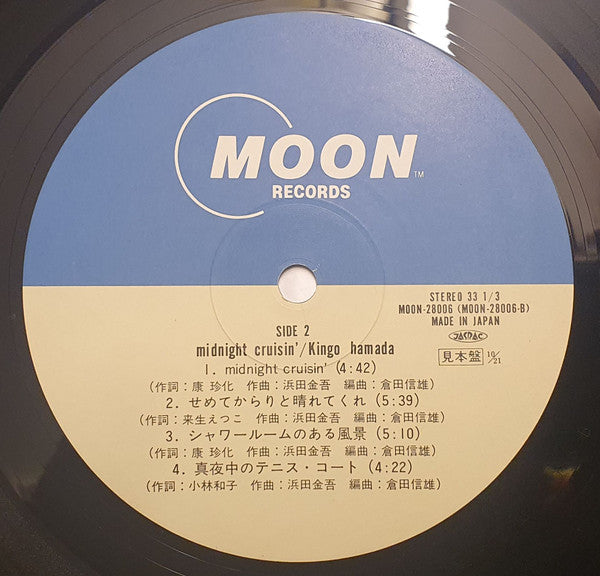 MOON™
RECORDS
STEREO 33 1/3
MOON-28006 (MOON-28006-B)
MADE IN JAPAN
JASRAC
SIDE 2
midnight cruisin'/Kingo hamada
見本盤 10/21
1. midnight cruisin' (4:42)
(作詞：康 珍化 作曲：浜田金吾 編曲：倉田信雄)
2. せめてからりと晴れてくれ (5:39)
(作詞：来生えつこ 作曲：浜田金吾 編曲：倉田信雄)
3. シャワールームのある風景 (5:10)
(作詞：康 珍化 作曲：浜田金吾 編曲：倉田信雄)
4. 真夜中のテニス・コート (4:22)
(作詞：小林和子 作曲：浜田金吾 編曲：倉田信雄)